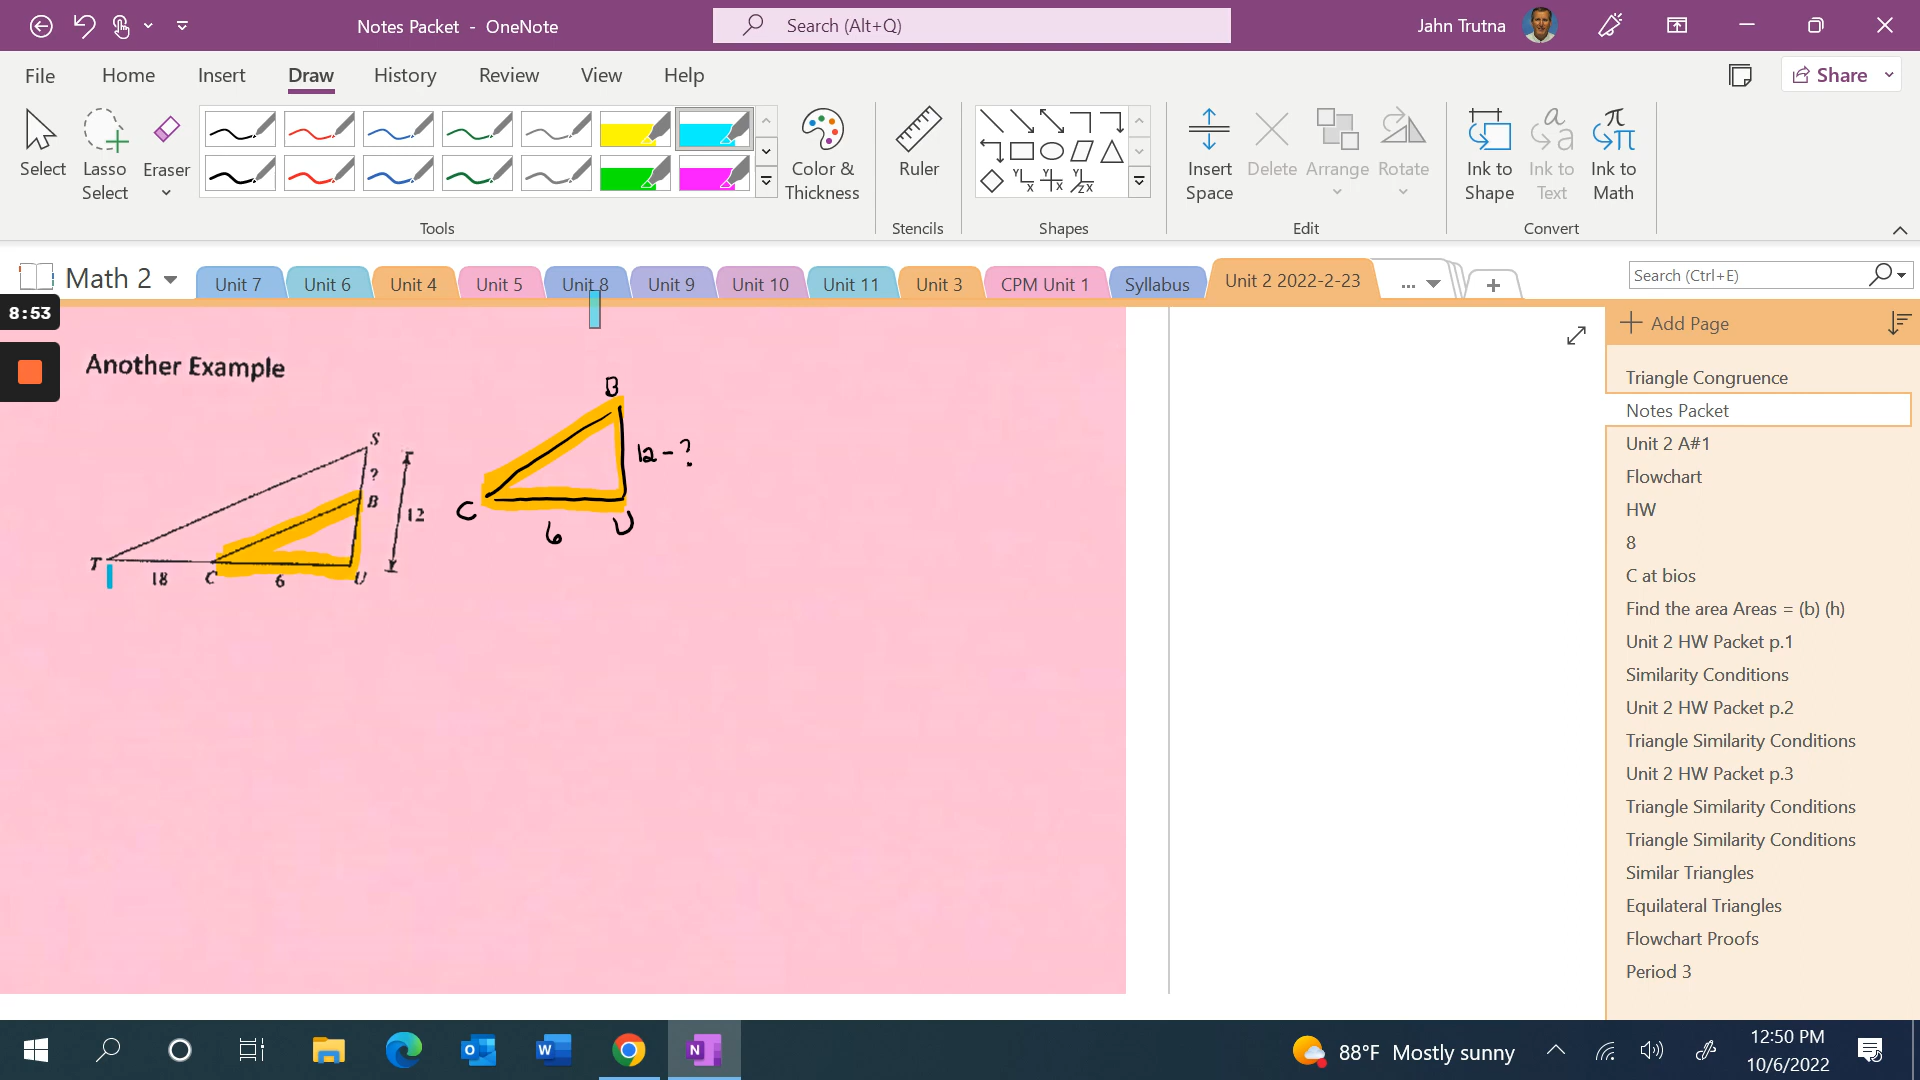 Notes Packet - OneNote
Search (Alt+Q)
Jahn Trutna
File Home Insert Draw History Review View Help
Share
Select
Lasso Select
Eraser
Color & Thickness
Ruler
Insert Space
Delete
Arrange
Rotate
Ink to Shape
Ink to Text
Ink to Math
Tools Stencils Shapes Edit Convert
Math 2
Unit 7 Unit 6 Unit 4 Unit 5 Unit 8 Unit 9 Unit 10 Unit 11 Unit 3 CPM Unit 1 Syllabus Unit 2 2022-2-23 ...
Search (Ctrl+E)
8:53
Add Page
Another Example
S
?
B
12
T 18 C 6 U
B
12 - ?
C
6
U
Triangle Congruence
Notes Packet
Unit 2 A#1
Flowchart
HW
8
C at bios
Find the area Areas = (b) (h)
Unit 2 HW Packet p.1
Similarity Conditions
Unit 2 HW Packet p.2
Triangle Similarity Conditions
Unit 2 HW Packet p.3
Triangle Similarity Conditions
Triangle Similarity Conditions
Similar Triangles
Equilateral Triangles
Flowchart Proofs
Period 3
88°F Mostly sunny
12:50 PM
10/6/2022